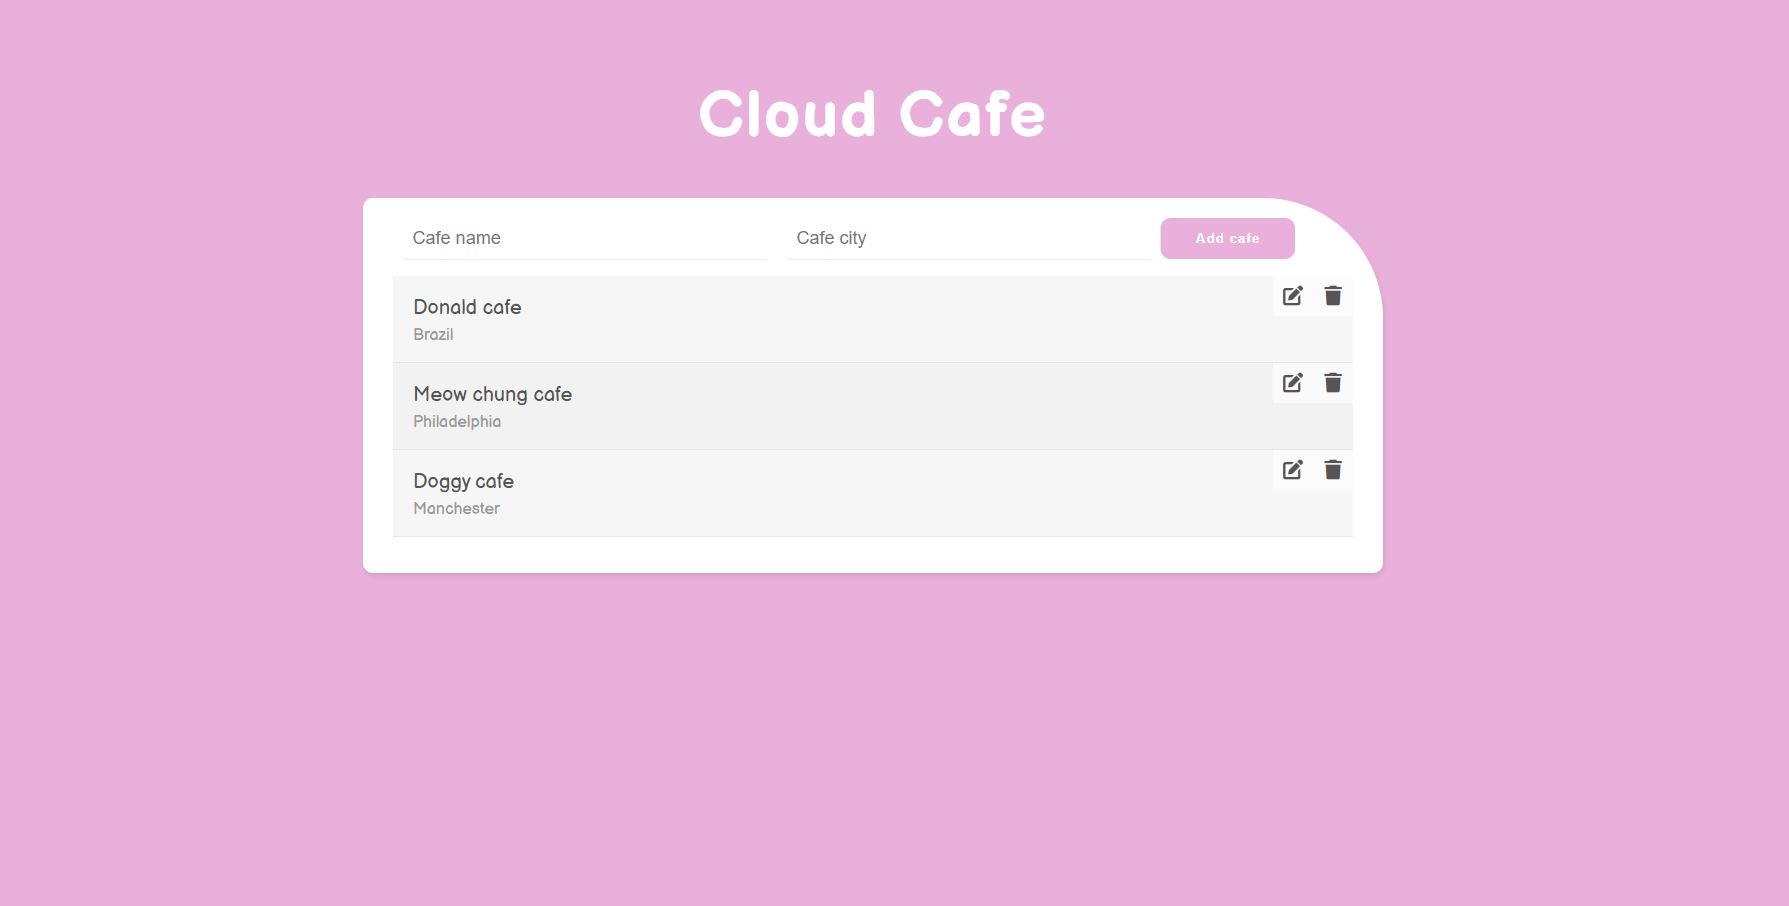 Cloud Cafe
Cafe name Cafe city Add cafe
Donald cafe
Brazil
Meow chung cafe
Philadelphia
Doggy cafe
Manchester